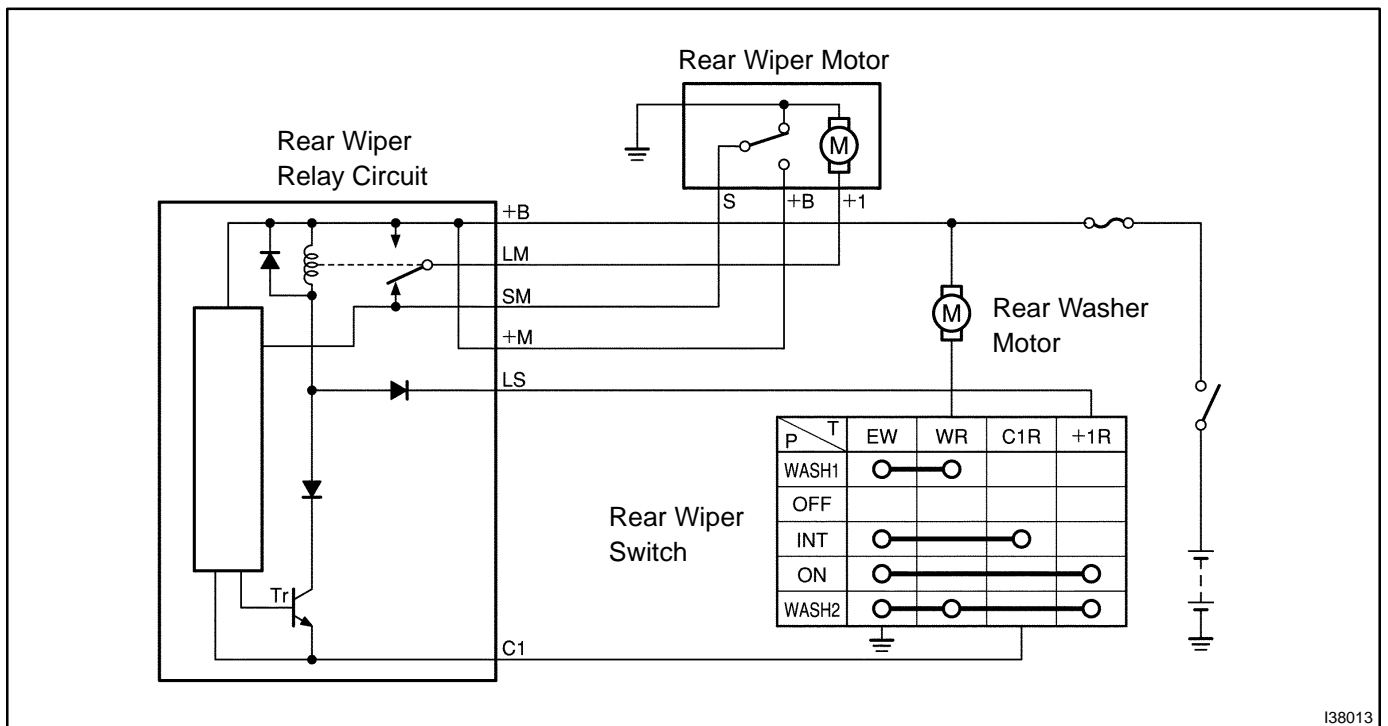 Rear Wiper Motor
M
Rear Wiper
Relay Circuit
S +B +1
+B
LM
SM
+M
LS
M
Rear Washer
Motor
Rear Wiper
Switch
P T EW WR C1R +1R
WASH1
OFF
INT
ON
WASH2
Tr
C1
I38013